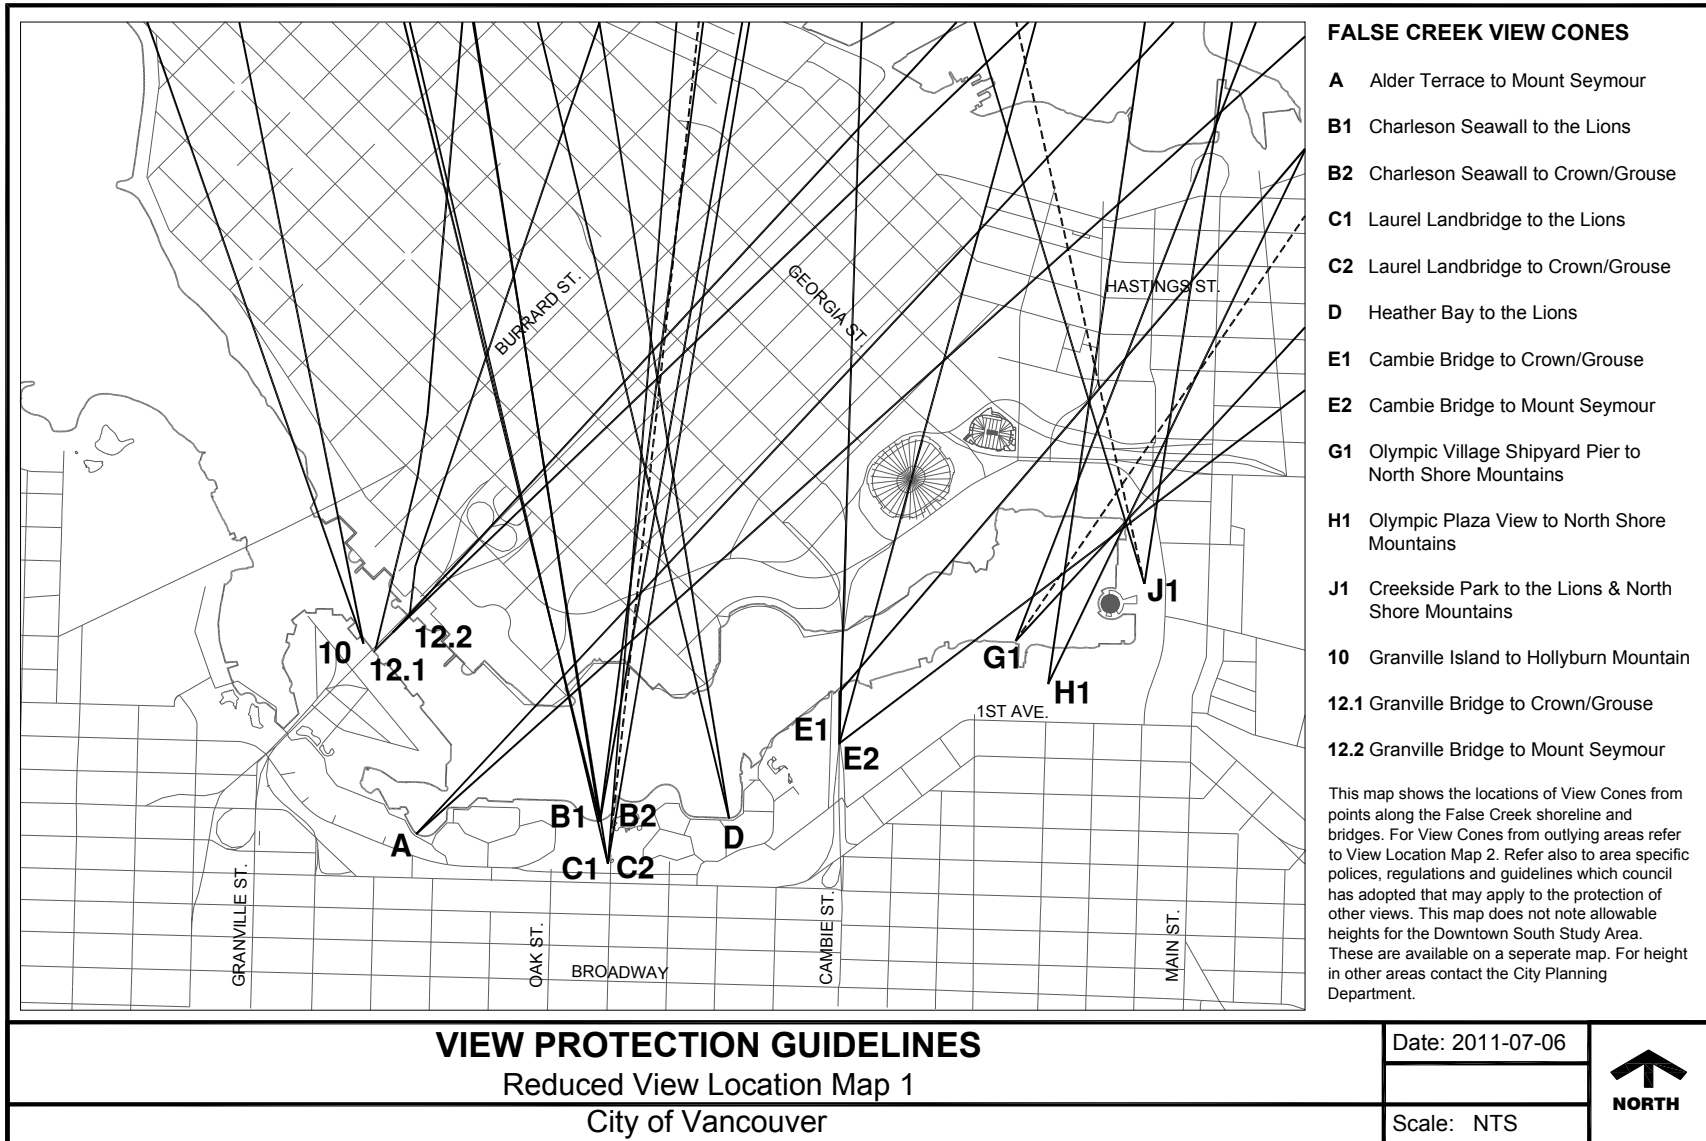 BURRARD ST.
GEORGIA ST.
HASTINGS ST.
10
12.1
12.2
J1
G1
H1
1ST AVE.
E1
E2
B1
B2
D
A
C1
C2
GRANVILLE ST.
OAK ST.
BROADWAY
CAMBIE ST.
MAIN ST.
FALSE CREEK VIEW CONES
A Alder Terrace to Mount Seymour
B1 Charleson Seawall to the Lions
B2 Charleson Seawall to Crown/Grouse
C1 Laurel Landbridge to the Lions
C2 Laurel Landbridge to Crown/Grouse
D Heather Bay to the Lions
E1 Cambie Bridge to Crown/Grouse
E2 Cambie Bridge to Mount Seymour
G1 Olympic Village Shipyard Pier to
North Shore Mountains
H1 Olympic Plaza View to North Shore
Mountains
J1 Creekside Park to the Lions & North
Shore Mountains
10 Granville Island to Hollyburn Mountain
12.1 Granville Bridge to Crown/Grouse
12.2 Granville Bridge to Mount Seymour
This map shows the locations of View Cones from
points along the False Creek shoreline and
bridges. For View Cones from outlying areas refer
to View Location Map 2. Refer also to area specific
polices, regulations and guidelines which council
has adopted that may apply to the protection of
other views. This map does not note allowable
heights for the Downtown South Study Area.
These are available on a seperate map. For height
in other areas contact the City Planning
Department.
VIEW PROTECTION GUIDELINES
Reduced View Location Map 1
City of Vancouver
Date: 2011-07-06
Scale: NTS
NORTH